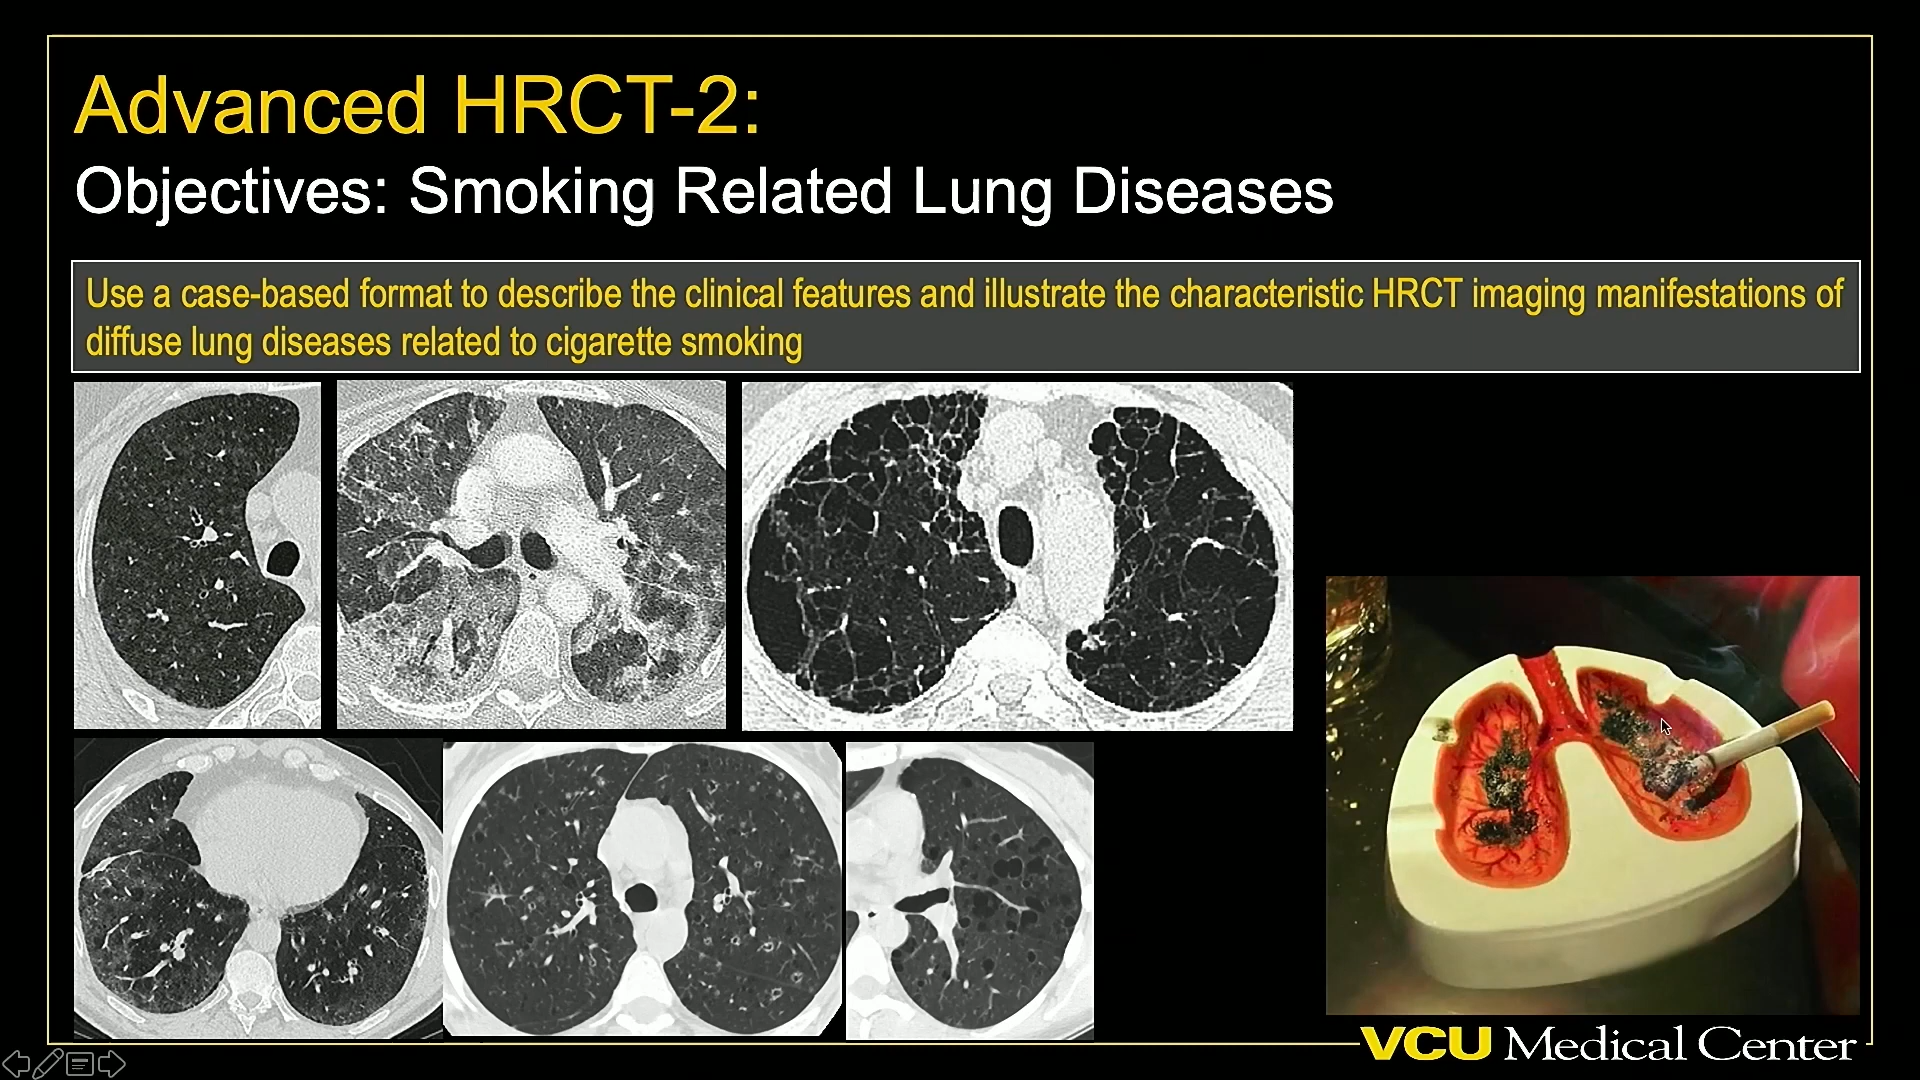 Advanced HRCT-2:
Objectives: Smoking Related Lung Diseases
Use a case-based format to describe the clinical features and illustrate the characteristic HRCT imaging manifestations of
diffuse lung diseases related to cigarette smoking
VCU Medical Center